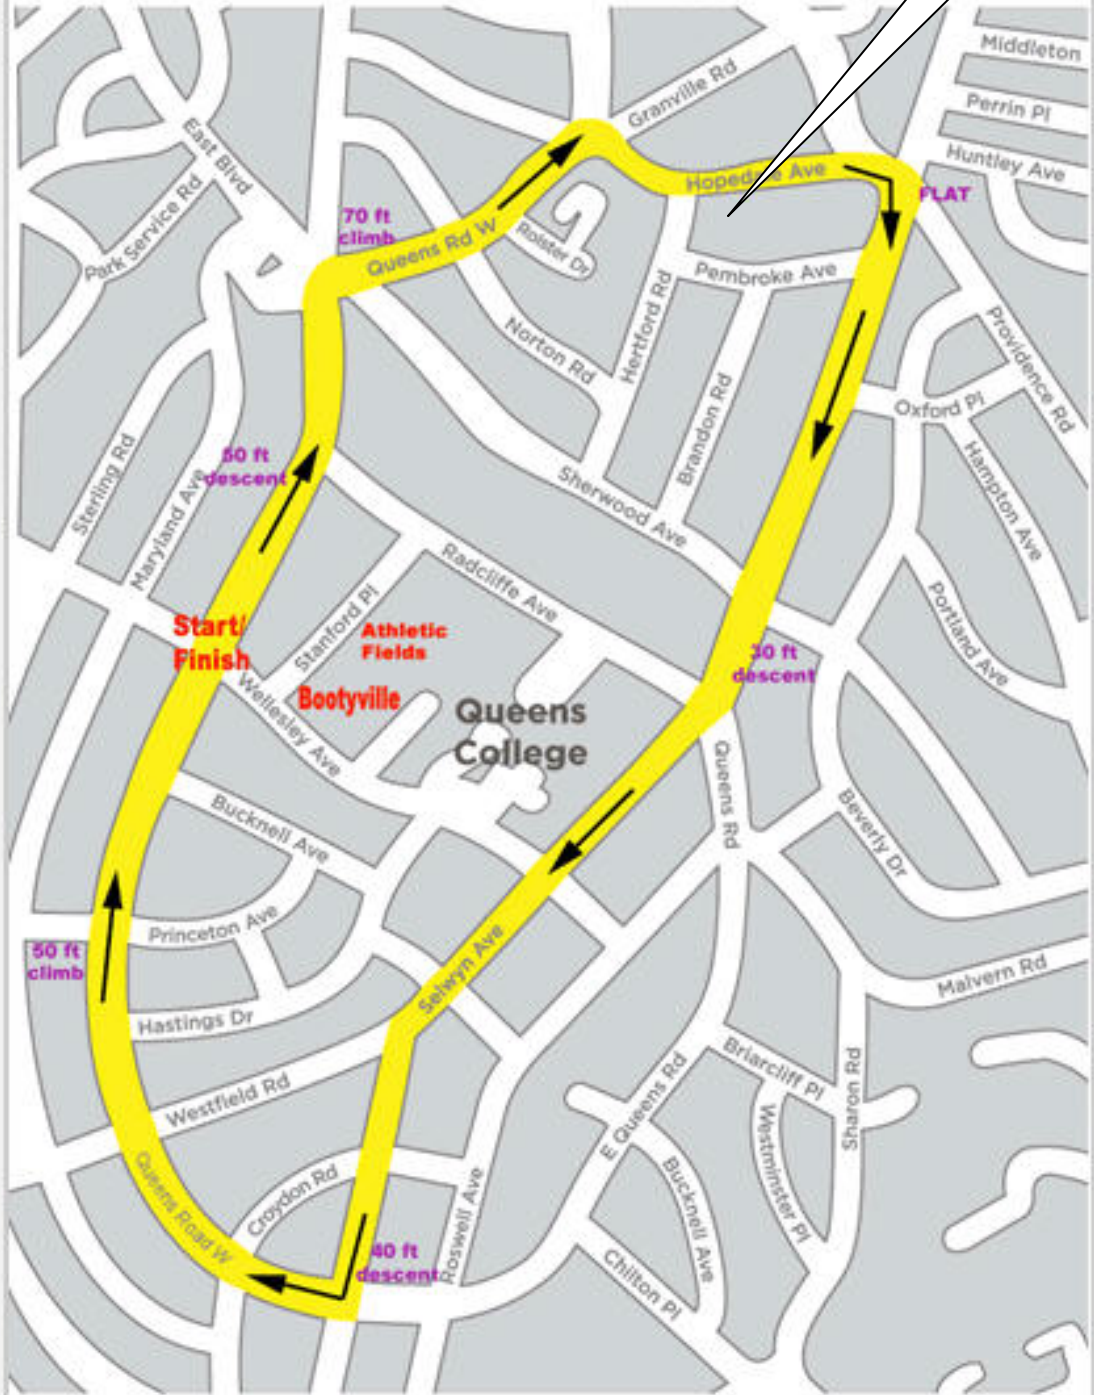 Middleton
Granville Rd
Perrin Pl
East Blvd
Huntley Ave
Hopedale Ave
FLAT
Park Service Rd
70 ft
climb
Queens Rd W
Rolster Dr
Pembroke Ave
Hertford Rd
Providence Rd
Norton Rd
Oxford Pl
Brandon Rd
Sterling Rd
50 ft
descent
Maryland Ave
Sherwood Ave
Hampton Ave
Radcliffe Ave
Stanford Pl
Portland Ave
Start/
Finish
Athletic
Fields
30 ft
descent
Bootyville
Wellesley Ave
Queens
College
Queens Rd
Bucknell Ave
Beverly Dr
Princeton Ave
50 ft
climb
Selwyn Ave
Malvern Rd
Hastings Dr
Briarcliff Pl
Westfield Rd
E Queens Rd
Sharon Rd
Westminster Pl
Queens Road W
Croydon Rd
Roswell Ave
Bucknell Ave
40 ft
descent
Chilton Pl